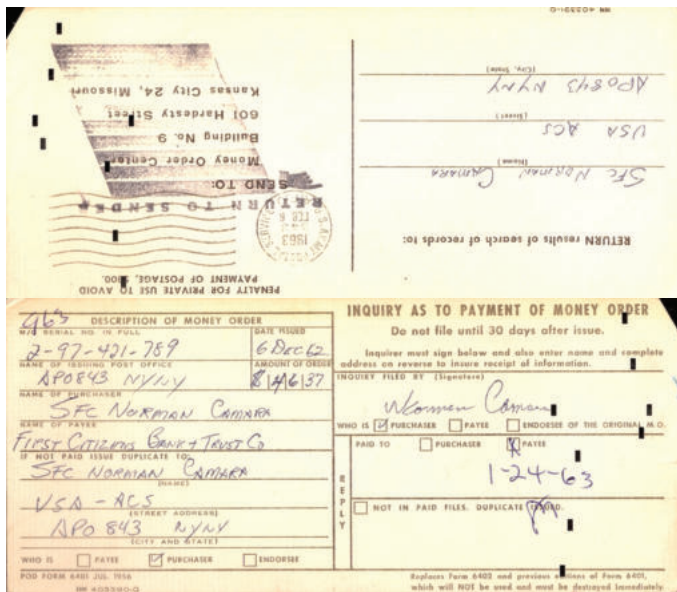 PENALTY FOR PRIVATE USE TO AVOID
PAYMENT OF POSTAGE, $300.
1963
RETURN TO SENDER
SEND TO:
Money Order Center
Building No. 9
601 Hardesty Street
Kansas City 24, Missouri
RETURN results of search of records to:
SFC NORMAN CAMARA
(Name)
USA ACS
(Street)
APO 843 NYNY
(City, State)
963
DESCRIPTION OF MONEY ORDER
SERIAL NO. IN FULL
DATE ISSUED
2-97-421-789
6 DEC 62
NAME OF ISSUING POST OFFICE
AMOUNT OF ORDER
APO 843 NYNY
NAME OF PURCHASER
SFC NORMAN CAMARA
NAME OF PAYEE
FIRST CITIZENS BANK + TRUST CO
IF NOT PAID ISSUE DUPLICATE TO:
SFC NORMAN CAMARA
(NAME)
USA - ACS
(STREET ADDRESS)
APO 843 NYNY
(CITY AND STATE)
WHO IS PAYEE PURCHASER ENDORSEE
POD FORM 6401 JUL 1956
INQUIRY AS TO PAYMENT OF MONEY ORDER
Do not file until 30 days after issue.
Inquirer must sign below and also enter name and complete
address on reverse to insure receipt of information.
INQUIRY FILED BY (Signature)
Norman Camara
WHO IS PURCHASER PAYEE ENDORSEE OF THE ORIGINAL M.O.
REPLY
PAID TO PURCHASER PAYEE
1-24-63
NOT IN PAID FILES. DUPLICATE ISSUED.
Replaces Form 6402 and previous editions of Form 6401,
which will NOT be used and must be destroyed immediately.